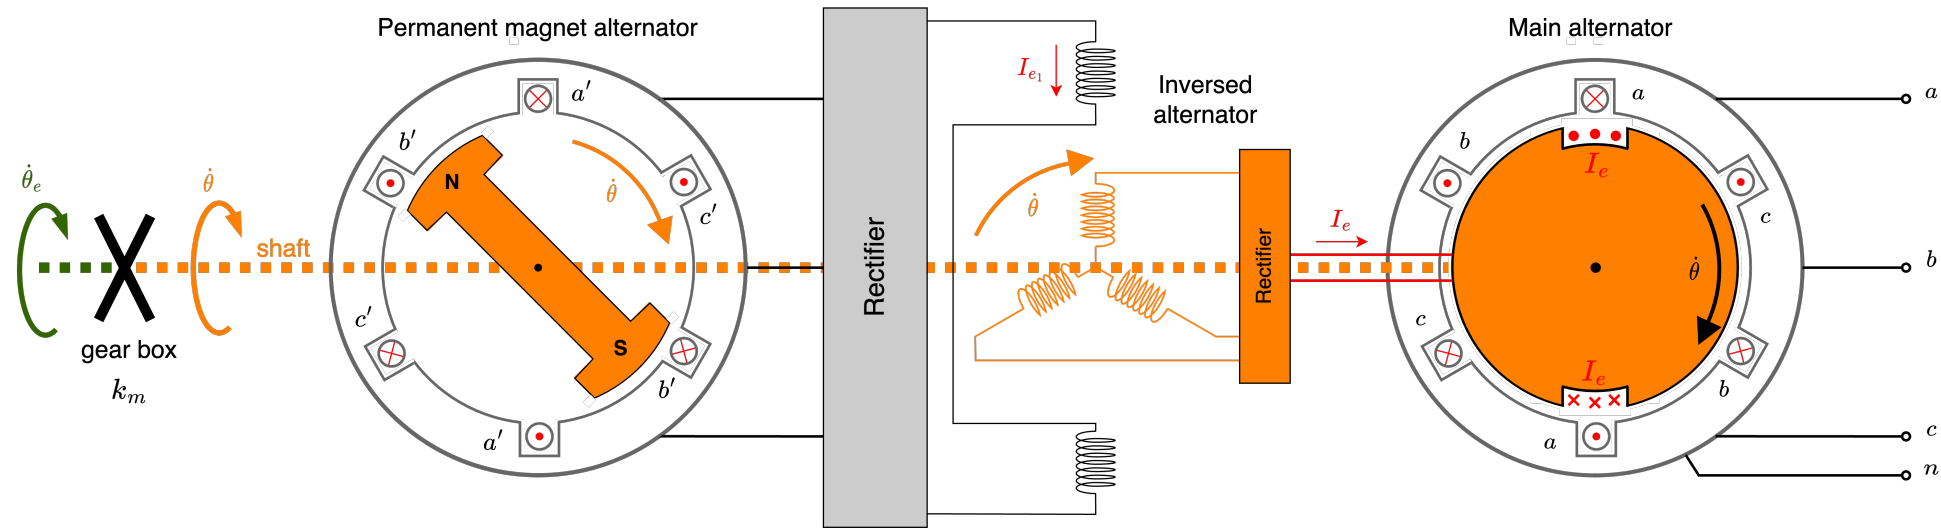 Permanent magnet alternator
Main alternator
Inversed
alternator
θ̇ₑ
θ̇
shaft
gear box
kₘ
a′
b′
c′
N
θ̇
S
c′
b′
a′
Rectifier
Iₑ₁
θ̇
Rectifier
Iₑ
a
b
c
Iₑ
θ̇
Iₑ
c
b
a
a
b
c
n